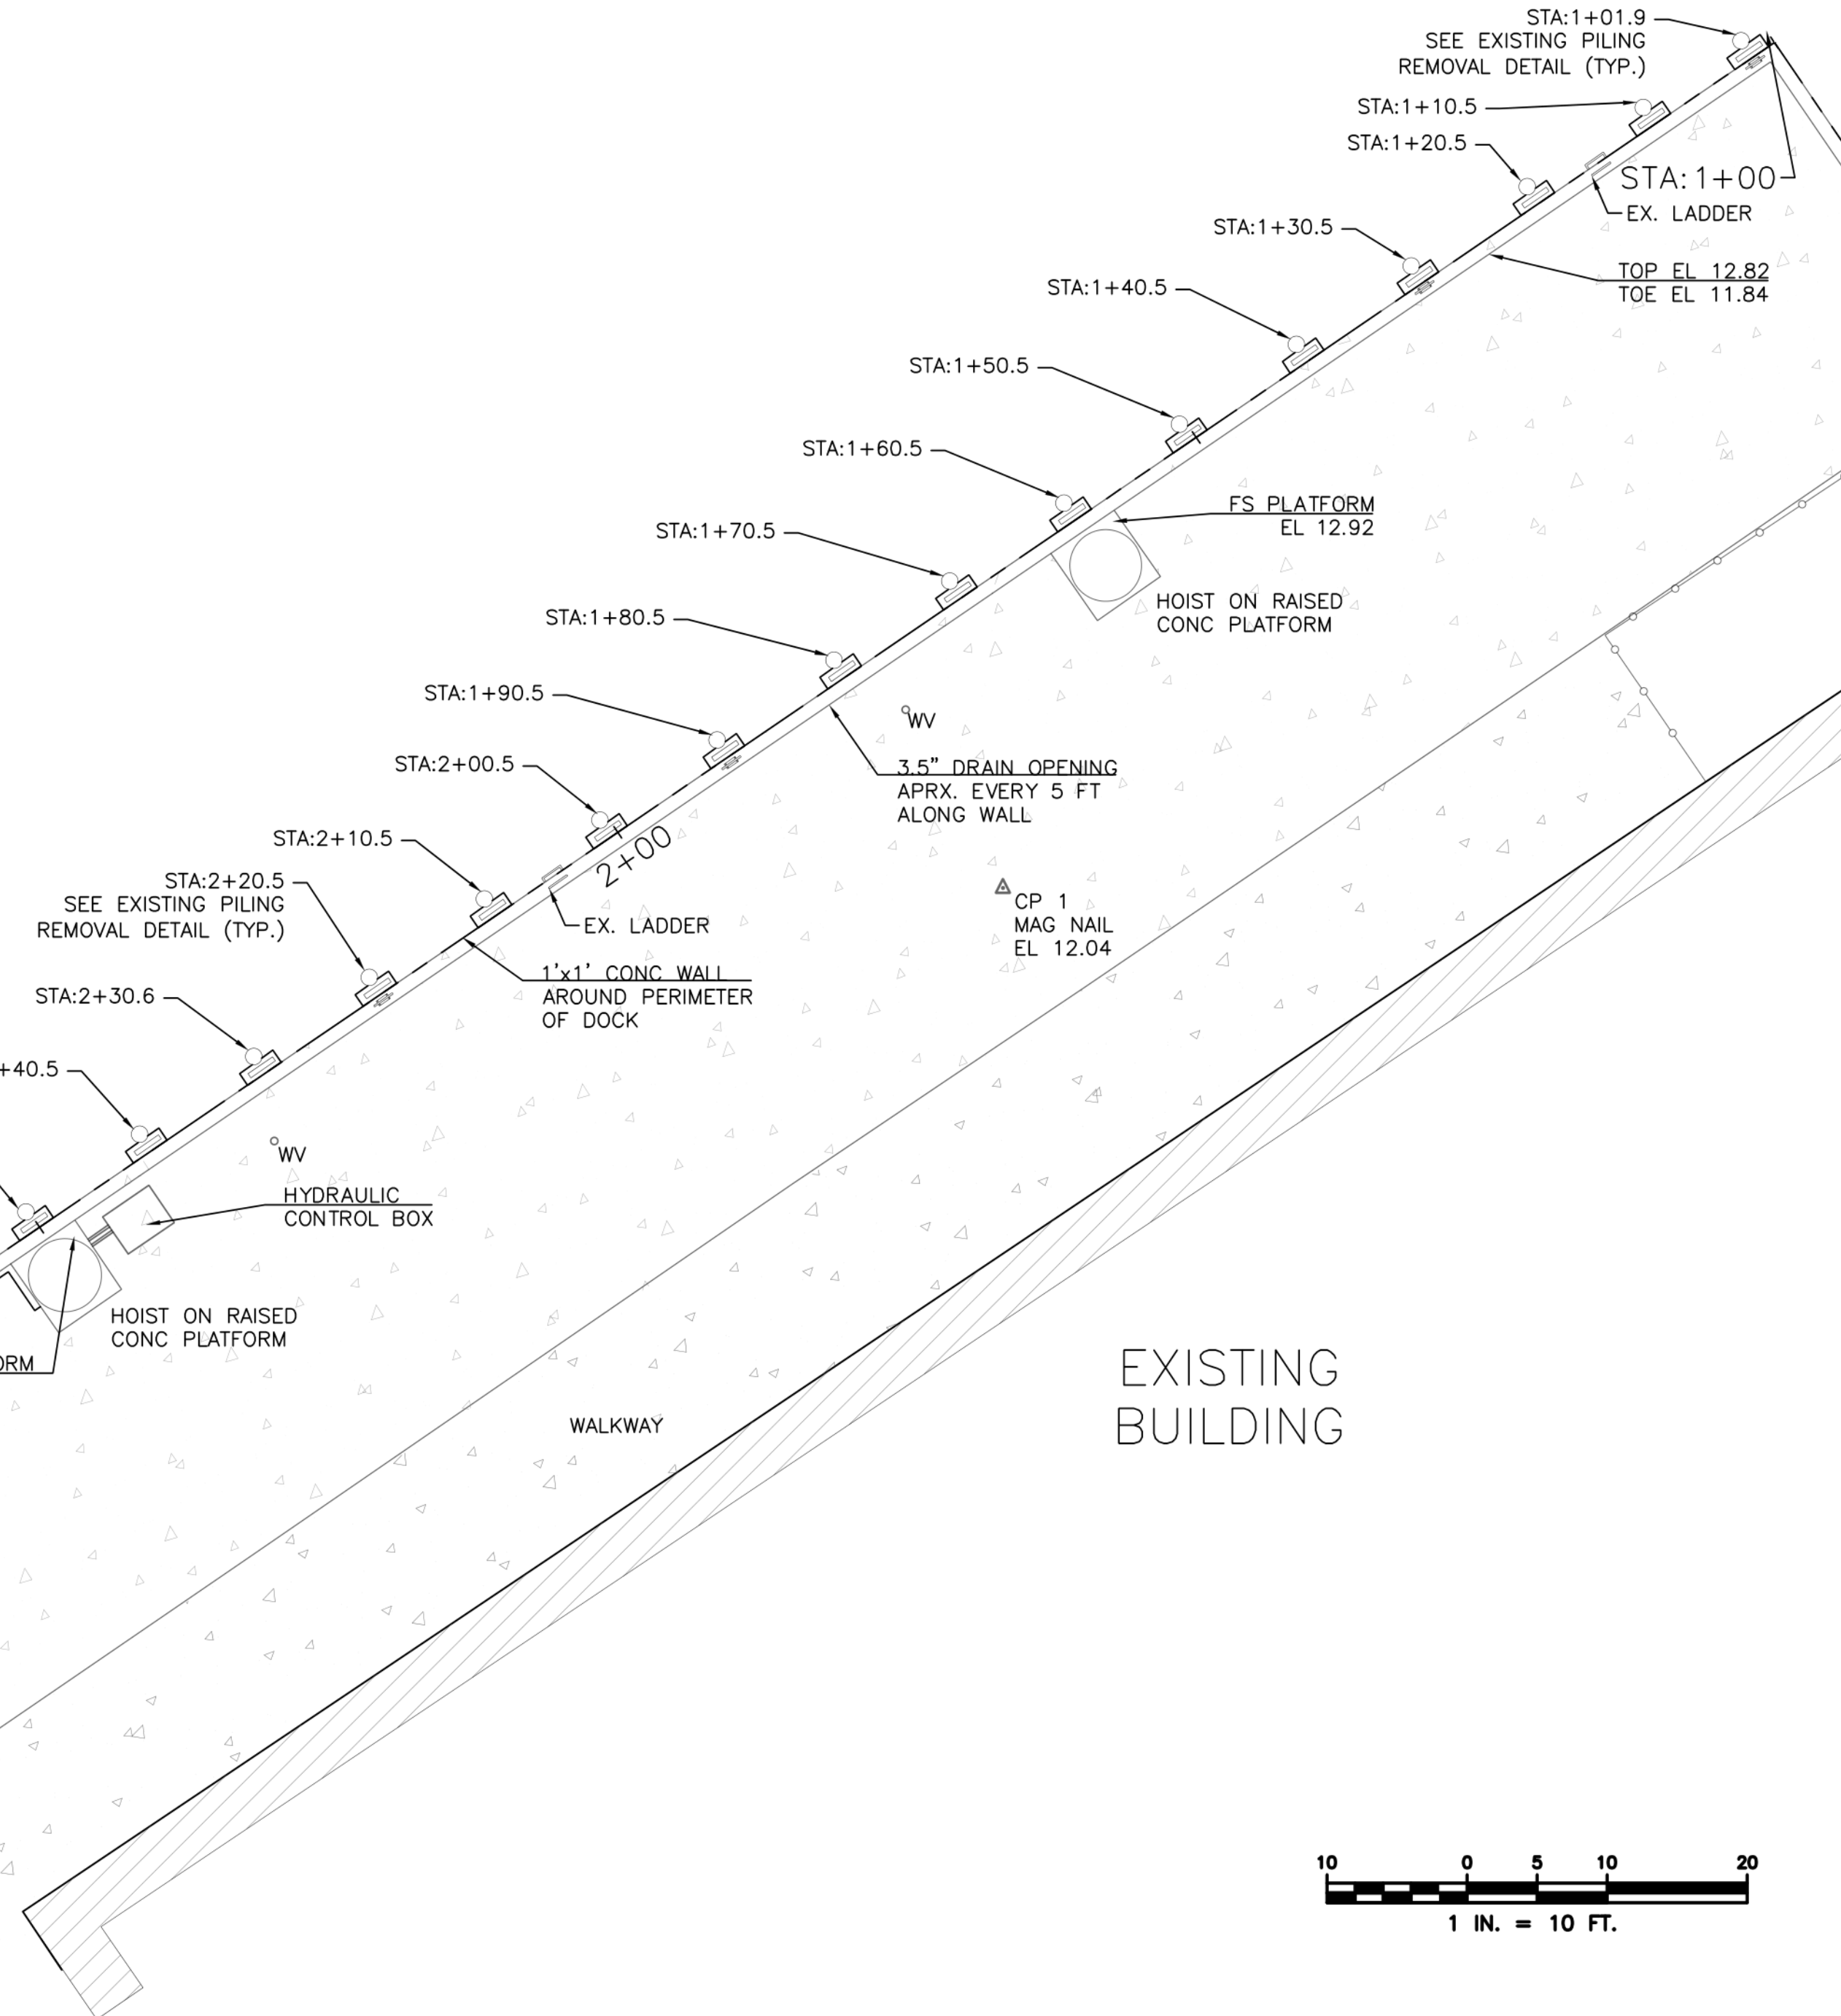 STA:1+01.9
SEE EXISTING PILING
REMOVAL DETAIL (TYP.)
STA:1+10.5
STA:1+20.5
STA:1+00
EX. LADDER
STA:1+30.5
TOP EL 12.82
TOE EL 11.84
STA:1+40.5
STA:1+50.5
STA:1+60.5
FS PLATFORM
EL 12.92
STA:1+70.5
HOIST ON RAISED
CONC PLATFORM
STA:1+80.5
STA:1+90.5
WV
STA:2+00.5
3.5" DRAIN OPENING
APRX. EVERY 5 FT
ALONG WALL
STA:2+10.5
2+00
STA:2+20.5
SEE EXISTING PILING
REMOVAL DETAIL (TYP.)
EX. LADDER
CP 1
MAG NAIL
EL 12.04
1'x1' CONC WALL
AROUND PERIMETER
OF DOCK
STA:2+30.6
+40.5
WV
HYDRAULIC
CONTROL BOX
HOIST ON RAISED
CONC PLATFORM
ORM
EXISTING
BUILDING
WALKWAY
10 0 5 10 20
1 IN. = 10 FT.